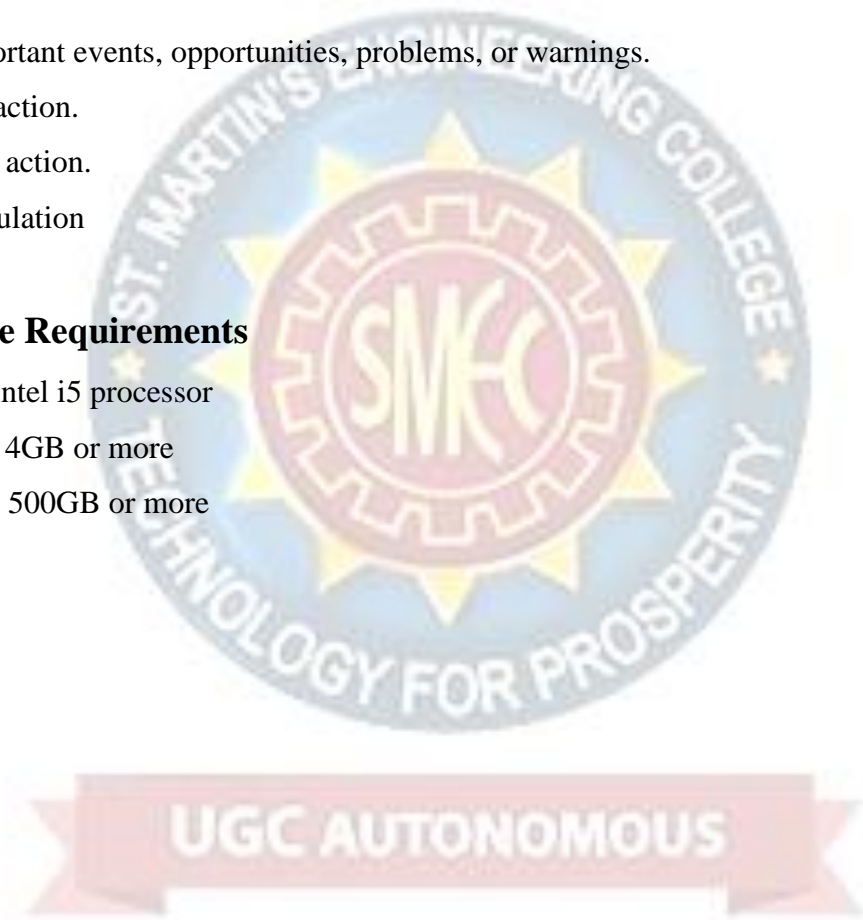 ortant events, opportunities, problems, or warnings.
action.
action.
ulation
e Requirements
ntel i5 processor
4GB or more
500GB or more
ST. MARTIN'S ENGINEERING COLLEGE
SMEC
TECHNOLOGY FOR PROSPERITY
UGC AUTONOMOUS